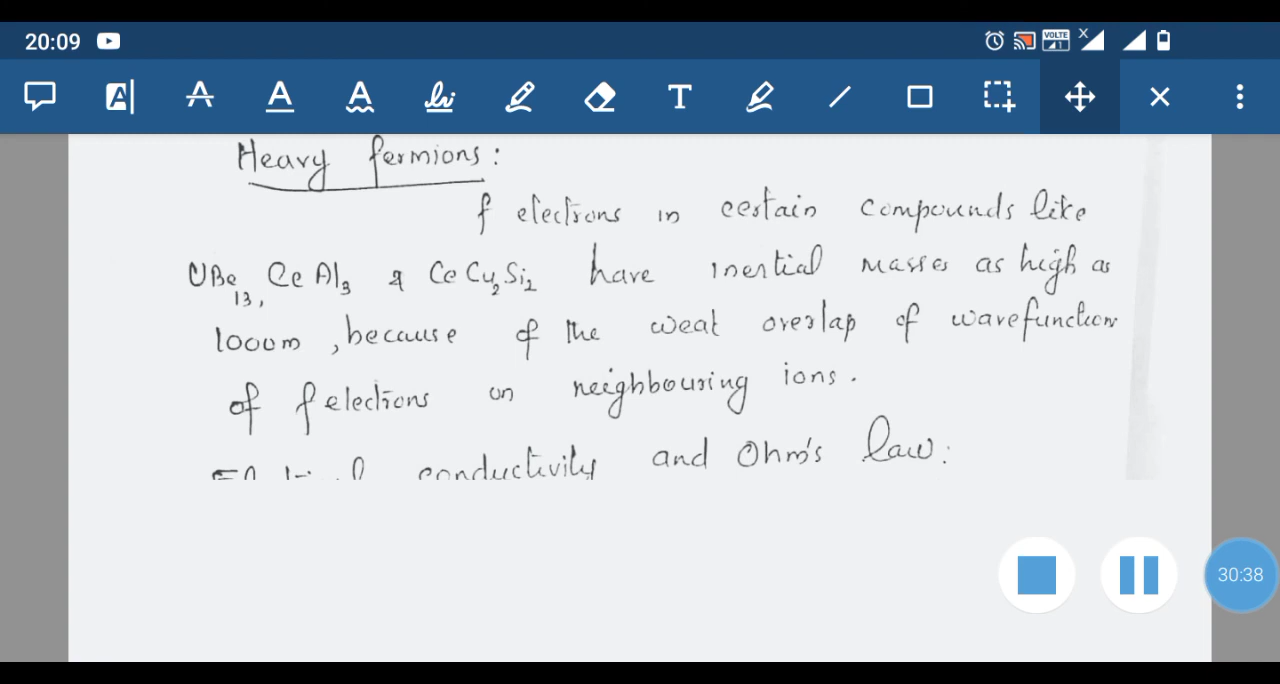 20:09
VOLTE
Heavy fermions:
f electrons in certain compounds like
UBe13, CeAl3 & CeCu2Si2 have inertial masses as high as
1000m, because of the weak overlap of wavefunction
of f electrons on neighbouring ions.
conductivity and Ohm's law:
30:38